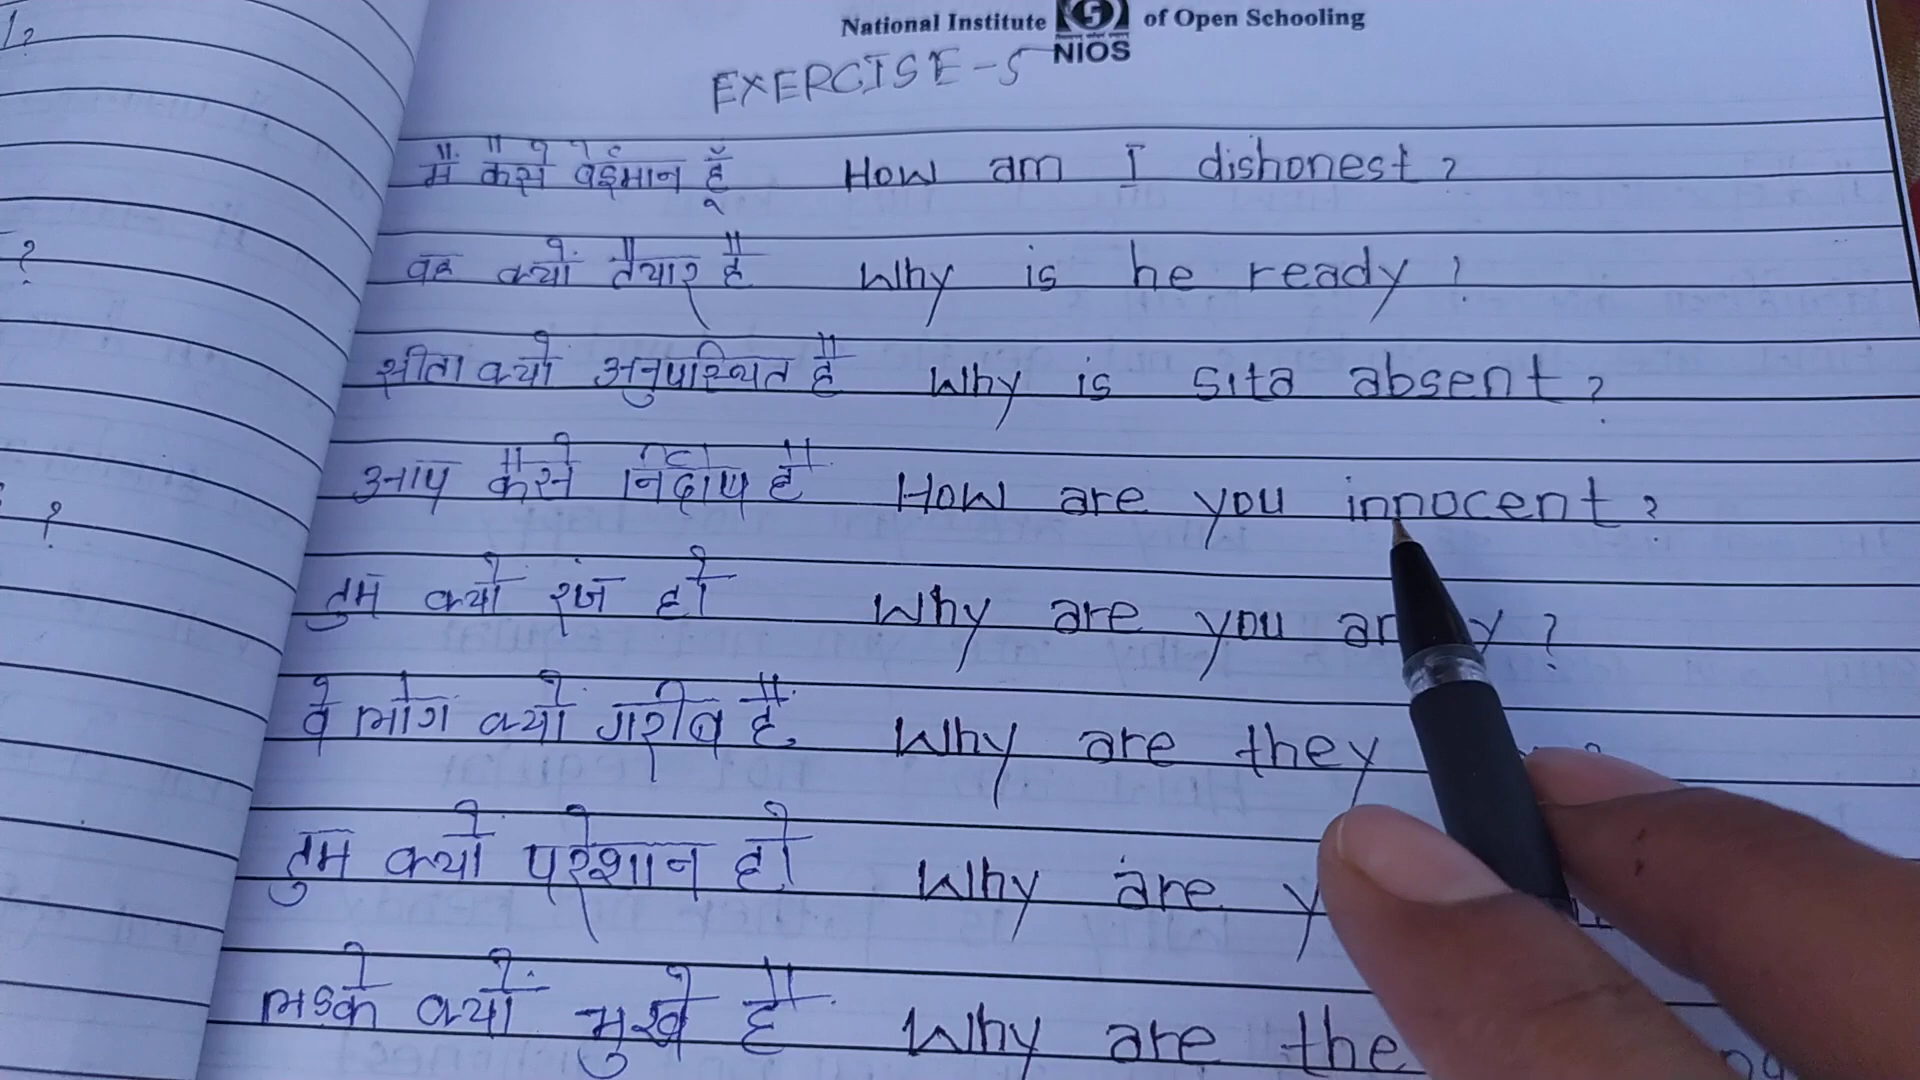 National Institute of Open Schooling
NIOS
EXERCISE-5
मैं कैसे बेईमान हूँ How am I dishonest?
वह क्यों तैयार है Why is he ready?
सीता क्यों अनुपस्थित है Why is sita absent?
आप कैसे निर्दोष हैं How are you innocent?
तुम क्यों रंज हो Why are you
वे लोग क्यों गरीब हैं Why are they
तुम क्यों परेशान हो Why are
लड़के क्यों भुखे हैं Why are